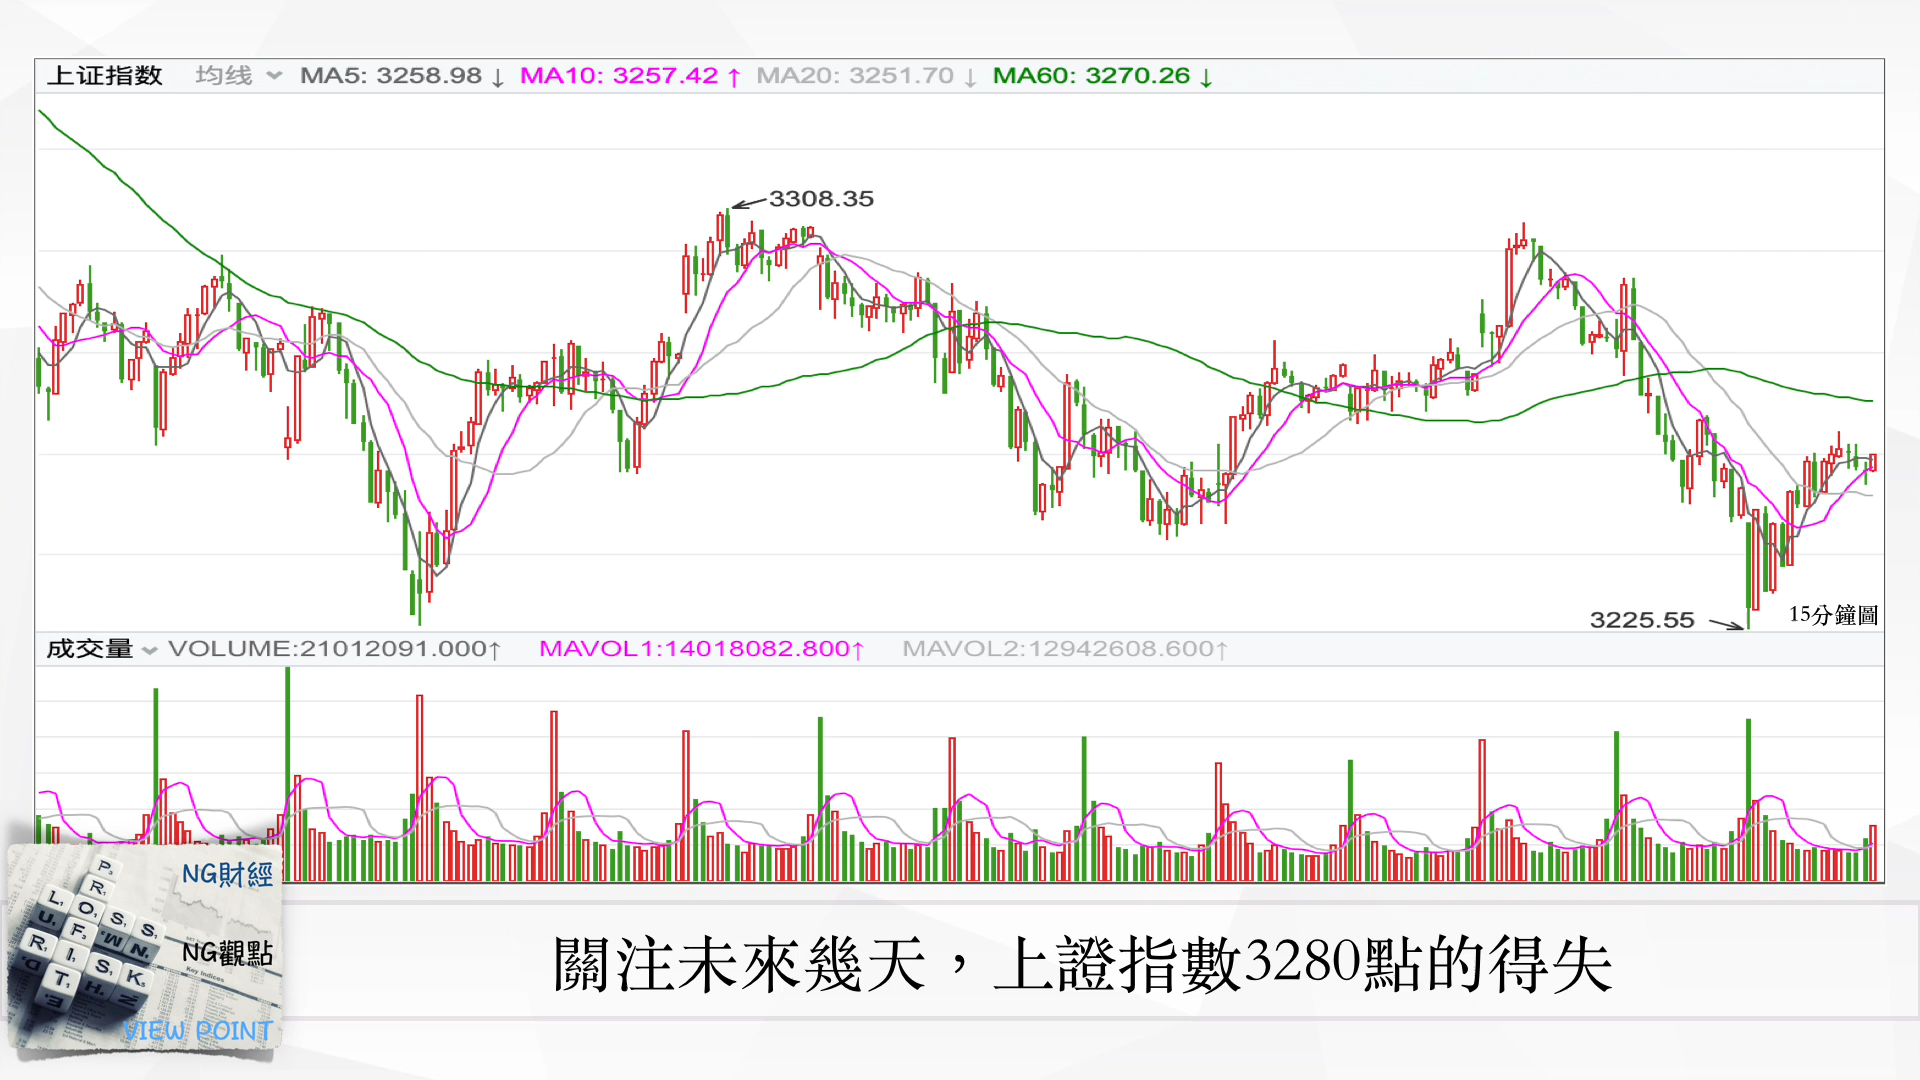 上证指数 均线 MA5: 3258.98 ↓ MA10: 3257.42 ↑ MA20: 3251.70 ↓ MA60: 3270.26 ↓
3308.35
3225.55
15分鐘圖
成交量 VOLUME:21012091.000↑ MAVOL1:14018082.800↑ MAVOL2:12942608.600↑
NG財經
NG觀點
Key Indices
VIEW POINT
關注未來幾天，上證指數3280點的得失